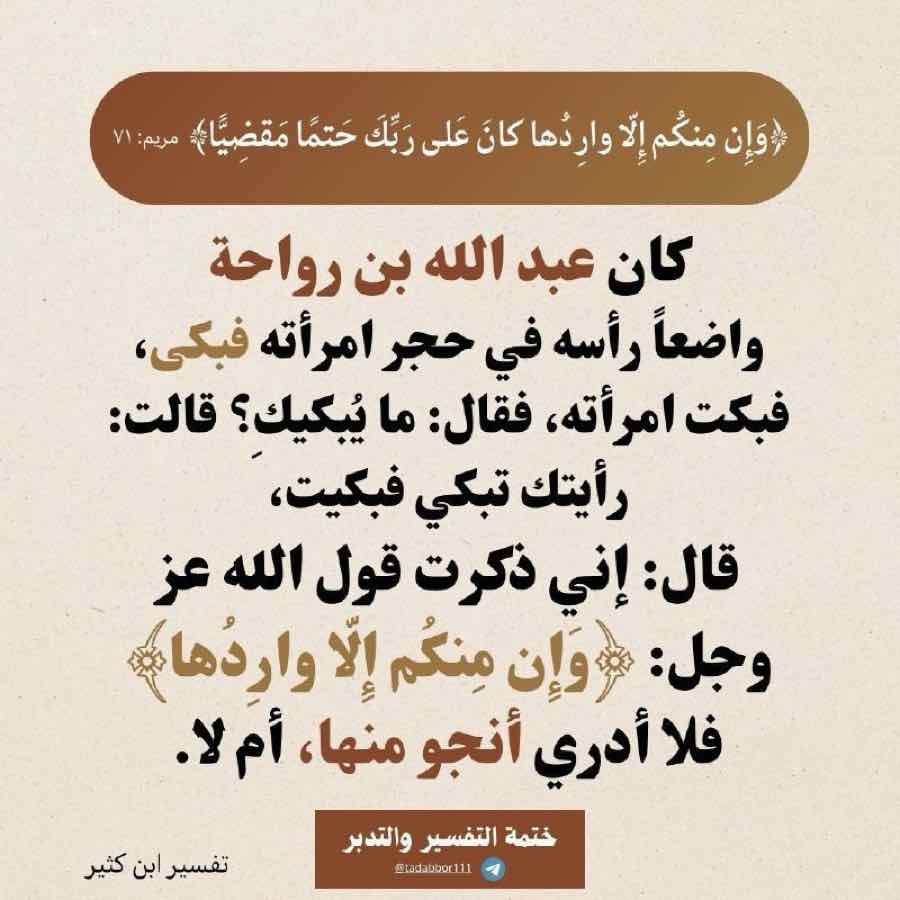 ﴿وَإِن مِنكُم إِلّا وارِدُها كانَ عَلى رَبِّكَ حَتمًا مَقضِيًّا﴾ مريم: ٧١
كان عبد الله بن رواحة
واضعاً رأسه في حجر امرأته فبكى،
فبكت امرأته، فقال: ما يُبكيكِ؟ قالت:
رأيتك تبكي فبكيت،
قال: إني ذكرت قول الله عز
وجل: ﴿وَإِن مِنكُم إِلّا وارِدُها﴾
فلا أدري أنجو منها، أم لا.
ختمة التفسير والتدبر
@tadabbor111
تفسير ابن كثير